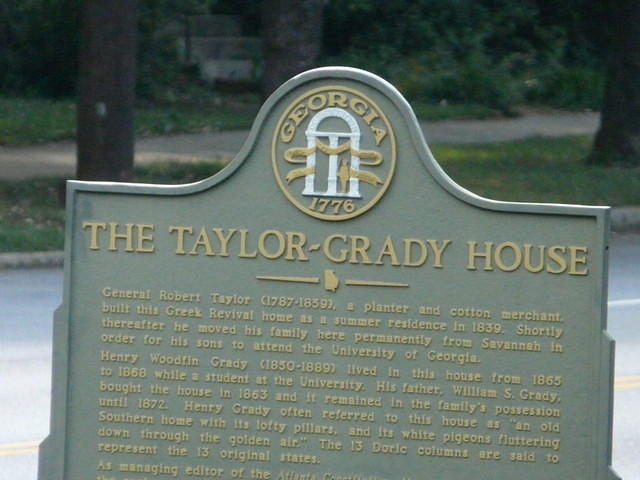 GEORGIA
1776
THE TAYLOR-GRADY HOUSE
General Robert Taylor (1787-1859), a planter and cotton merchant,
built this Greek Revival home as a summer residence in 1839. Shortly
thereafter he moved his family here permanently from Savannah in
order for his sons to attend the University of Georgia.
Henry Woodfin Grady (1850-1889) lived in this house from 1865
to 1868 while a student at the University. His father, William S. Grady,
bought the house in 1863 and it remained in the family's possession
until 1872. Henry Grady often referred to this house as "an old
Southern home with its lofty pillars, and its white pigeons fluttering
down through the golden air." The 13 Doric columns are said to
represent the 13 original states.
As managing editor of the Atlanta